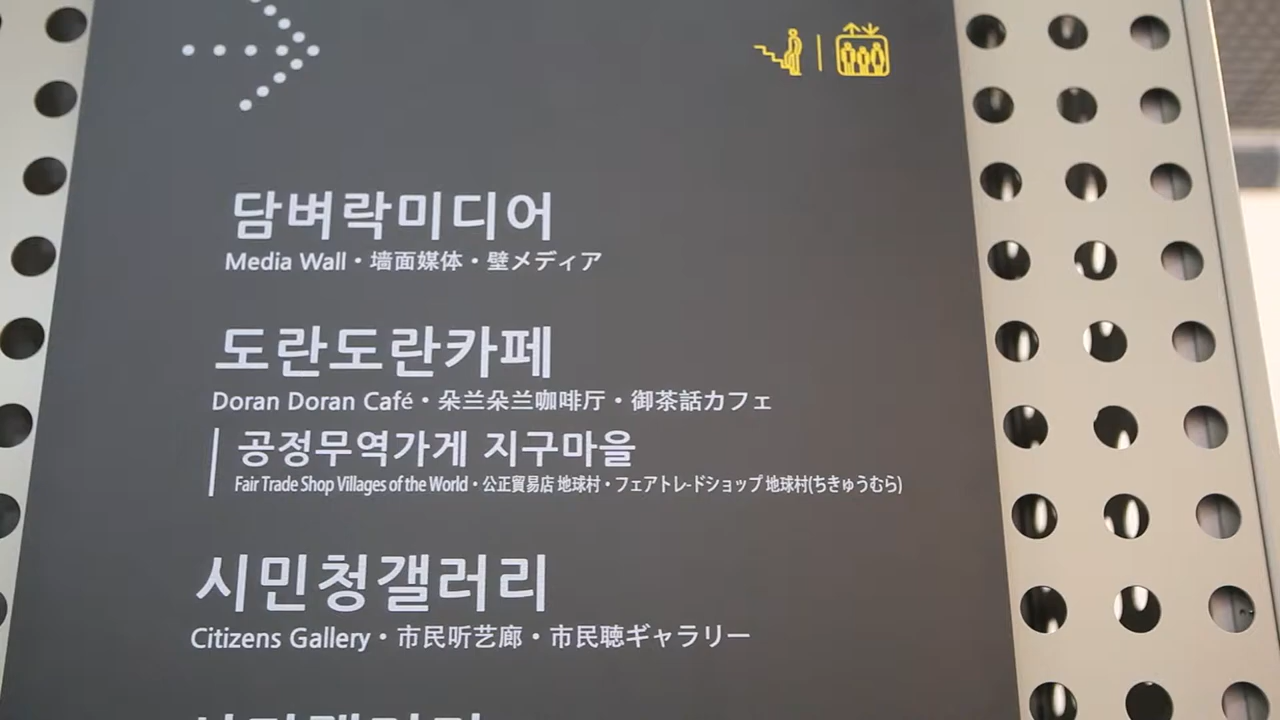 담벼락미디어
Media Wall・墙面媒体・壁メディア
도란도란카페
Doran Doran Café・朵兰朵兰咖啡厅・御茶話カフェ
공정무역가게 지구마을
Fair Trade Shop Villages of the World・公正貿易店 地球村・フェアトレ-ドショップ 地球村(ちきゅうむら)
시민청갤러리
Citizens Gallery・市民听艺廊・市民聴ギャラリー